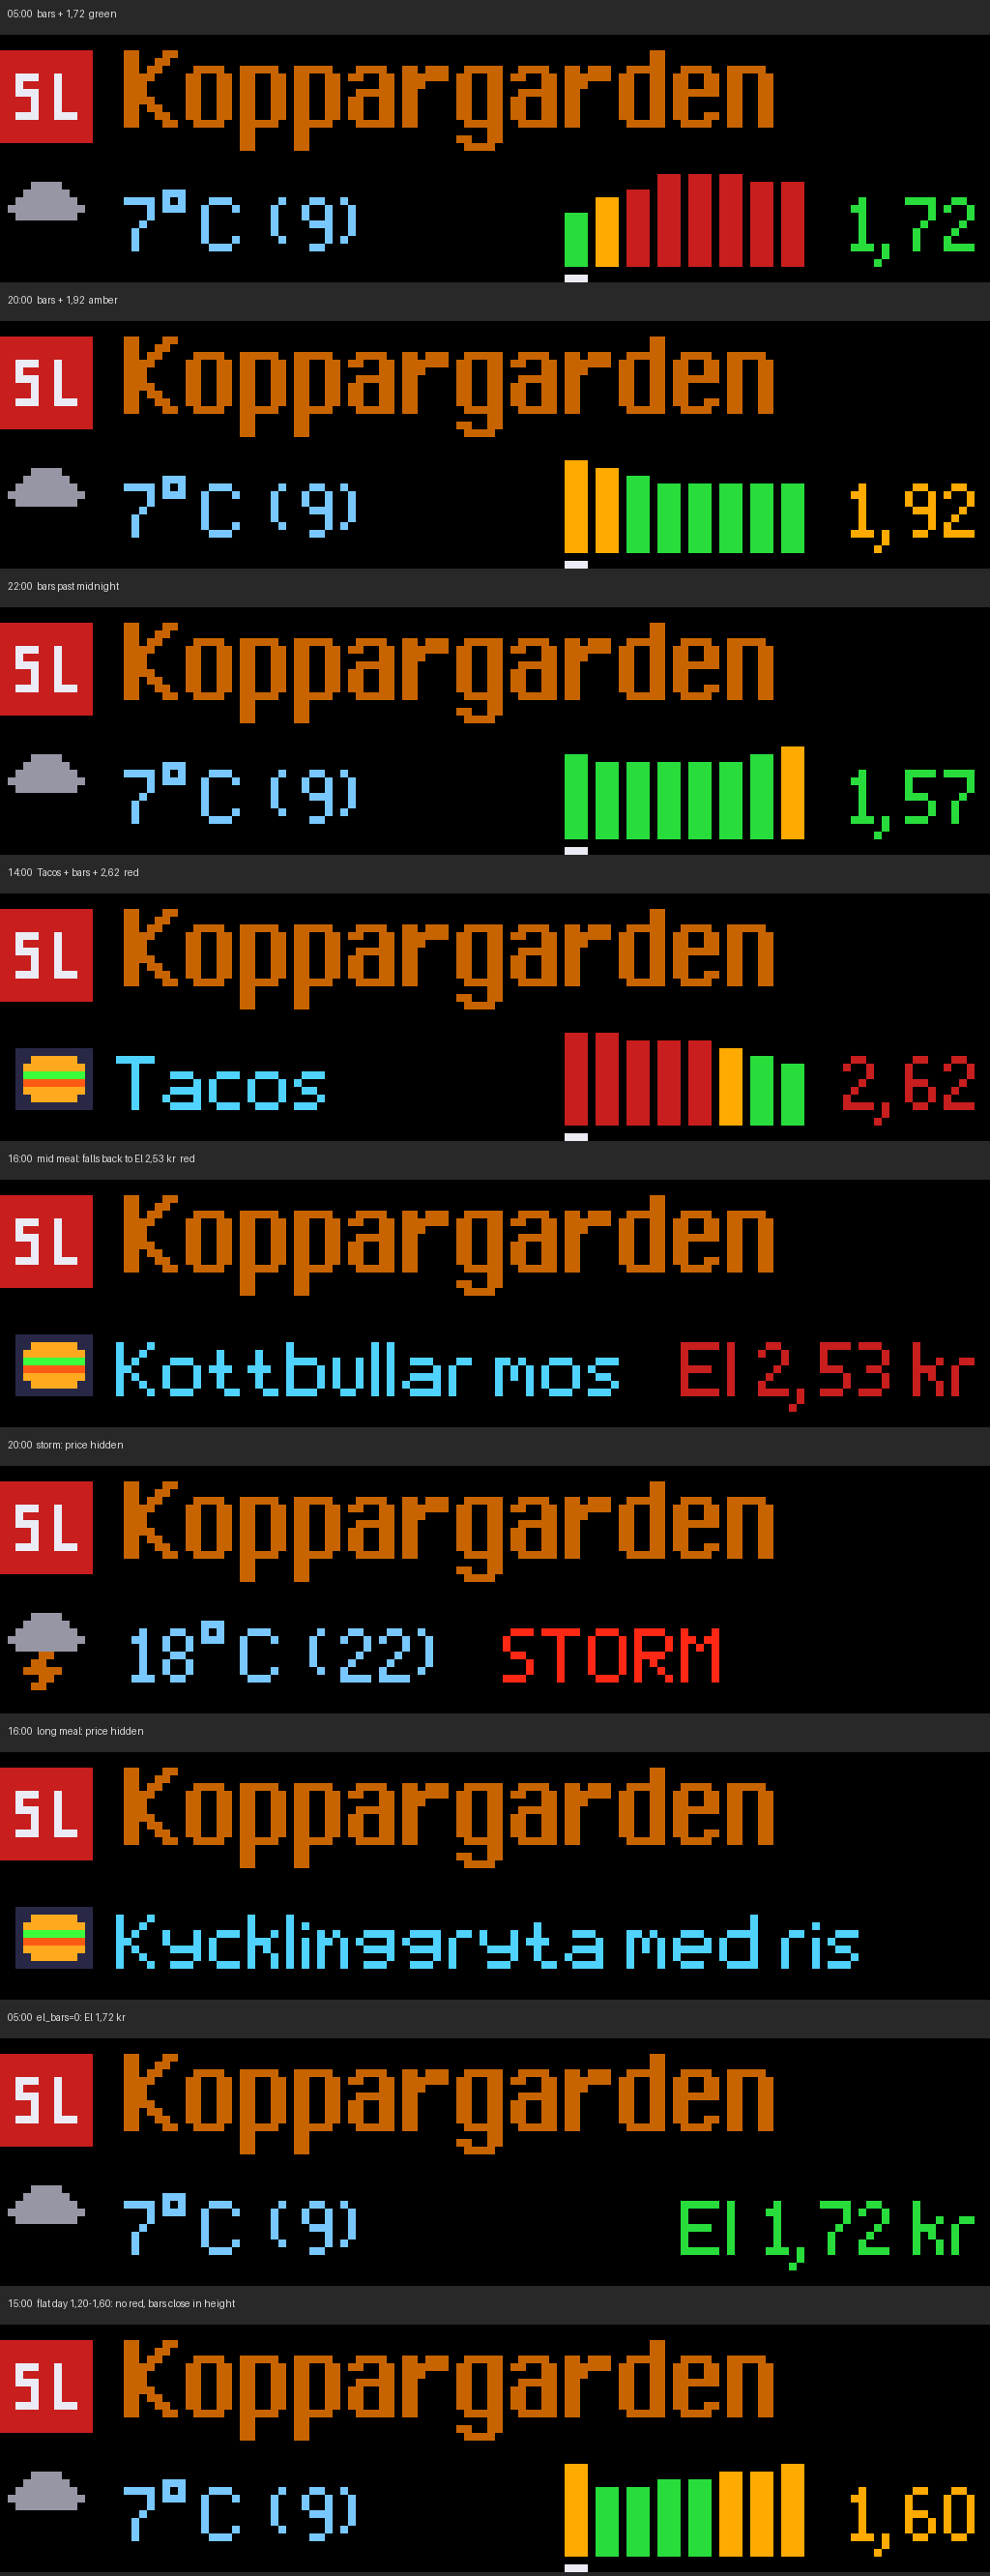 05:00 bars + 1,72 green
SL Koppargarden
7°C (9) 1,72
20:00 bars + 1,92 amber
SL Koppargarden
7°C (9) 1,92
22:00 bars past midnight
SL Koppargarden
7°C (9) 1,57
14:00 Tacos + bars + 2,62 red
SL Koppargarden
Tacos 2,62
16:00 mid meal: falls back to El 2,53 kr red
SL Koppargarden
Kottbullar mos El 2,53 kr
20:00 storm: price hidden
SL Koppargarden
18°C (22) STORM
16:00 long meal: price hidden
SL Koppargarden
Kycklinggryta med ris
05:00 el_bars=0: El 1,72 kr
SL Koppargarden
7°C (9) El 1,72 kr
15:00 flat day 1,20-1,60: no red, bars close in height
SL Koppargarden
7°C (9) 1,60